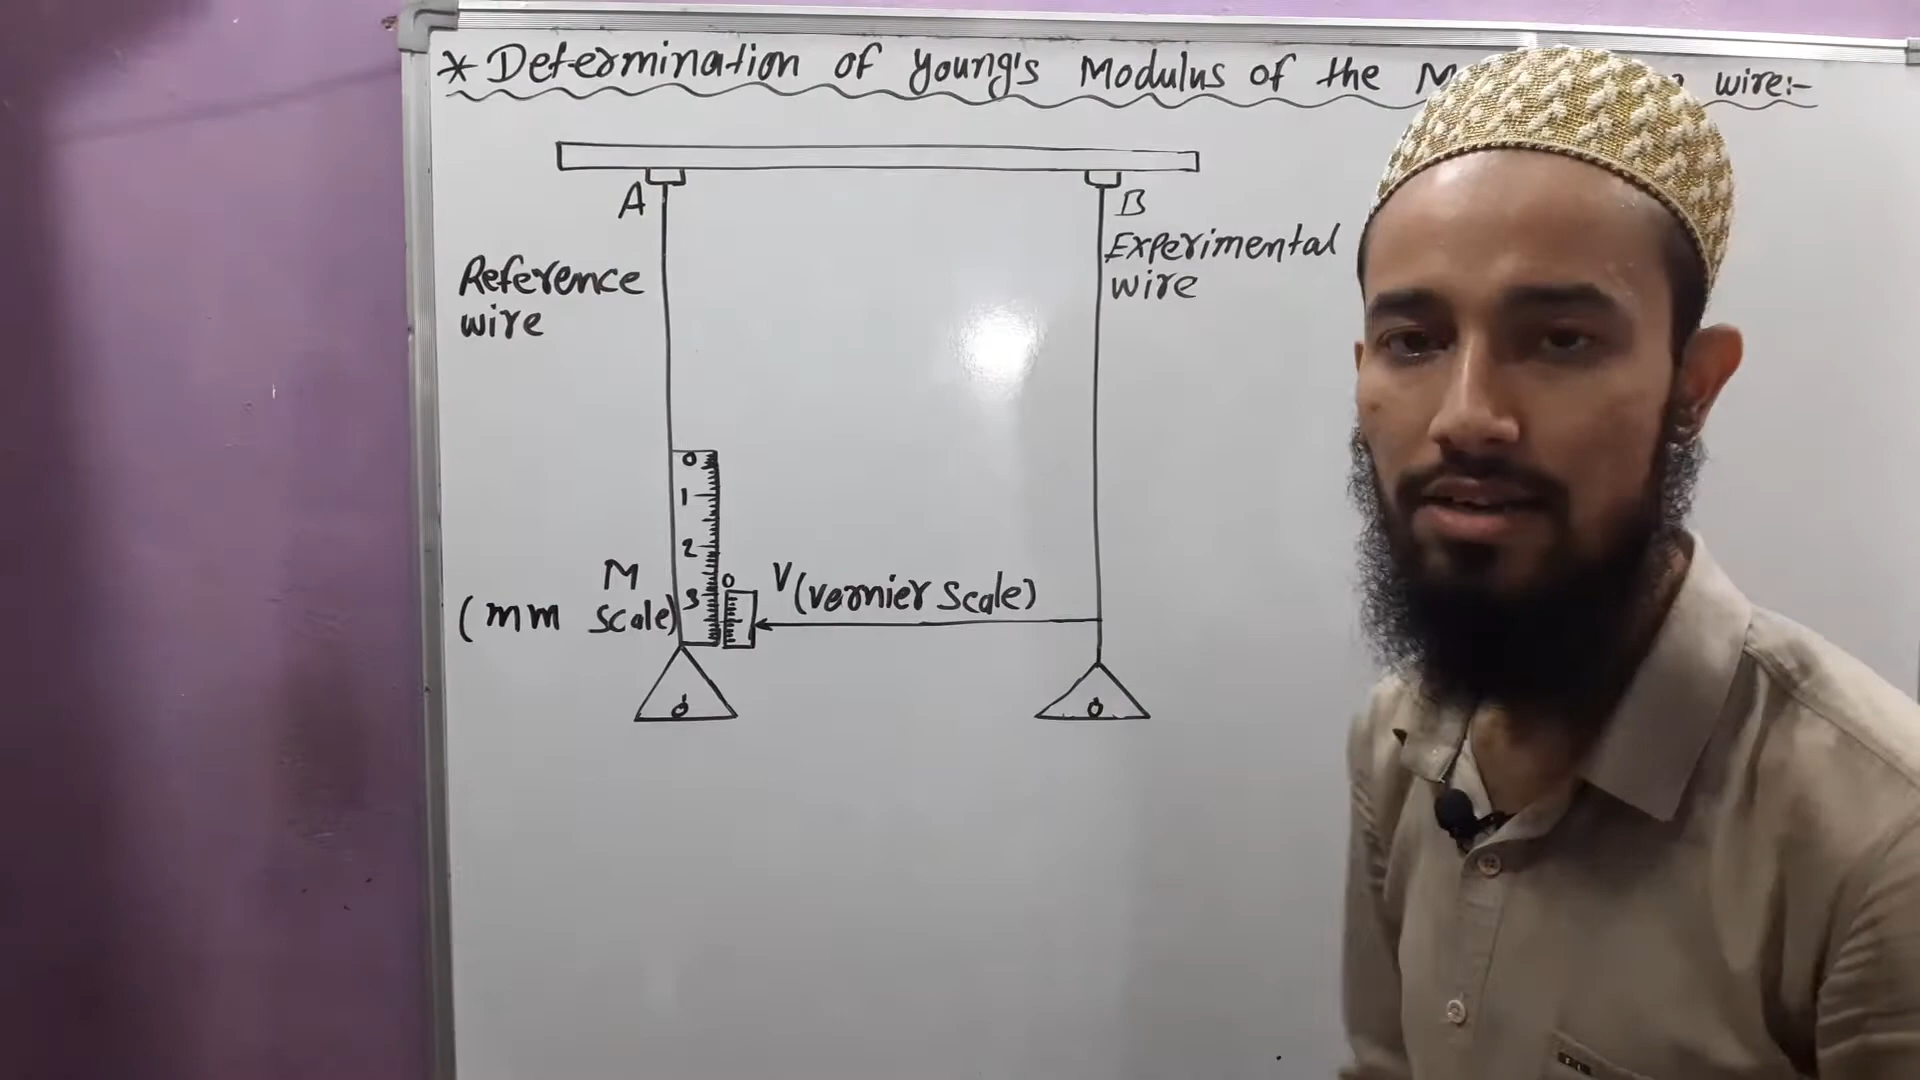 * Determination of Young's Modulus of the wire:-
A
B
Reference
wire
Experimental
wire
0
1
2
3
M
(mm scale)
0
V (vernier scale)